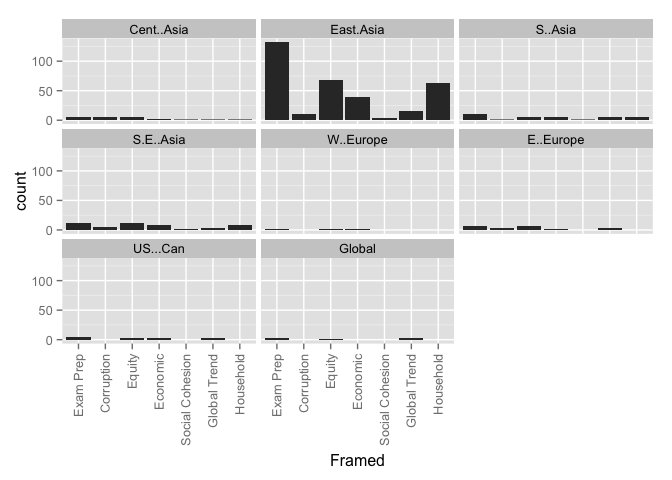 Cent..Asia East.Asia S..Asia
100
50
0
S.E..Asia W..Europe E..Europe
100
50
0
US...Can Global
100
50
0
count
Exam Prep Corruption Equity Economic Social Cohesion Global Trend Household Exam Prep Corruption Equity Economic Social Cohesion Global Trend Household
Framed